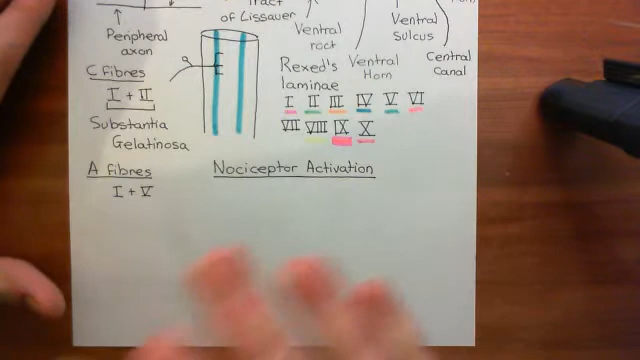 Tract
of Lissauer
Peripheral
axon
Ventral
root
Ventral
Sulcus
Ventral
Horn
Central
Canal
C Fibres
I + II
Substantia
Gelatinosa
Rexed's
laminae
I II III IV V VI
VII VIII IX X
A Fibres
I + V
Nociceptor Activation